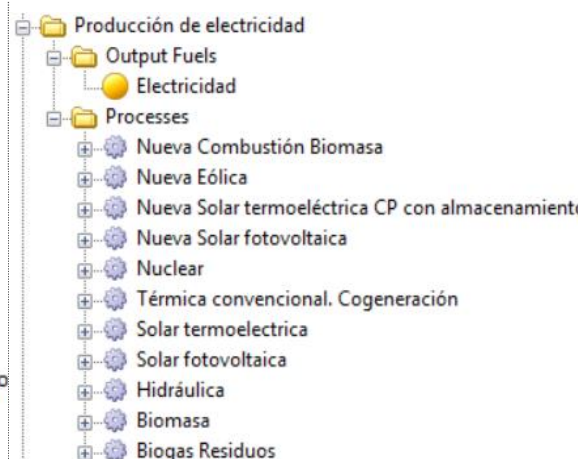 Producción de electricidad
Output Fuels
Electricidad
Processes
Nueva Combustión Biomasa
Nueva Eólica
Nueva Solar termoeléctrica CP con almacenamiento
Nueva Solar fotovoltaica
Nuclear
Térmica convencional. Cogeneración
Solar termoelectrica
Solar fotovoltaica
Hidráulica
Biomasa
Biogas Residuos